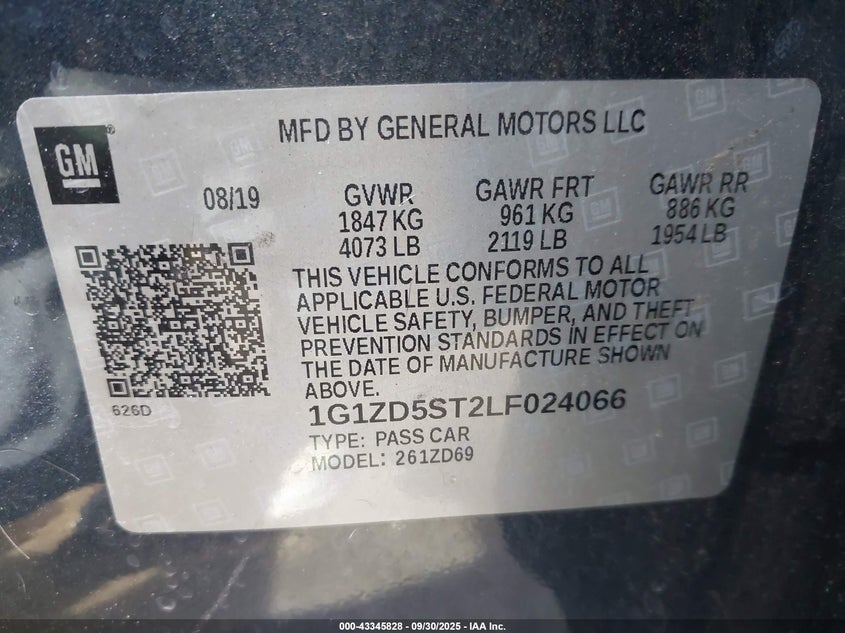 MFD BY GENERAL MOTORS LLC
GM
08/19 GVWR GAWR FRT GAWR RR
1847 KG 961 KG 886 KG
4073 LB 2119 LB 1954 LB
THIS VEHICLE CONFORMS TO ALL
APPLICABLE U.S. FEDERAL MOTOR
VEHICLE SAFETY, BUMPER, AND THEFT
PREVENTION STANDARDS IN EFFECT ON
THE DATE OF MANUFACTURE SHOWN
ABOVE.
626D
1G1ZD5ST2LF024066
TYPE: PASS CAR
MODEL: 261ZD69
000-43345828 - 09/30/2025 - IAA Inc.